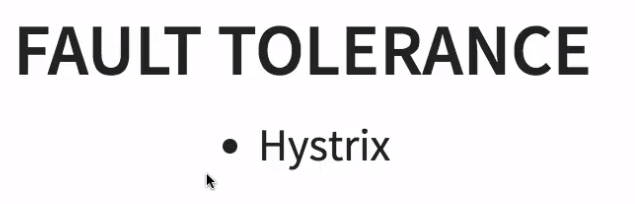 FAULT TOLERANCE
• Hystrix